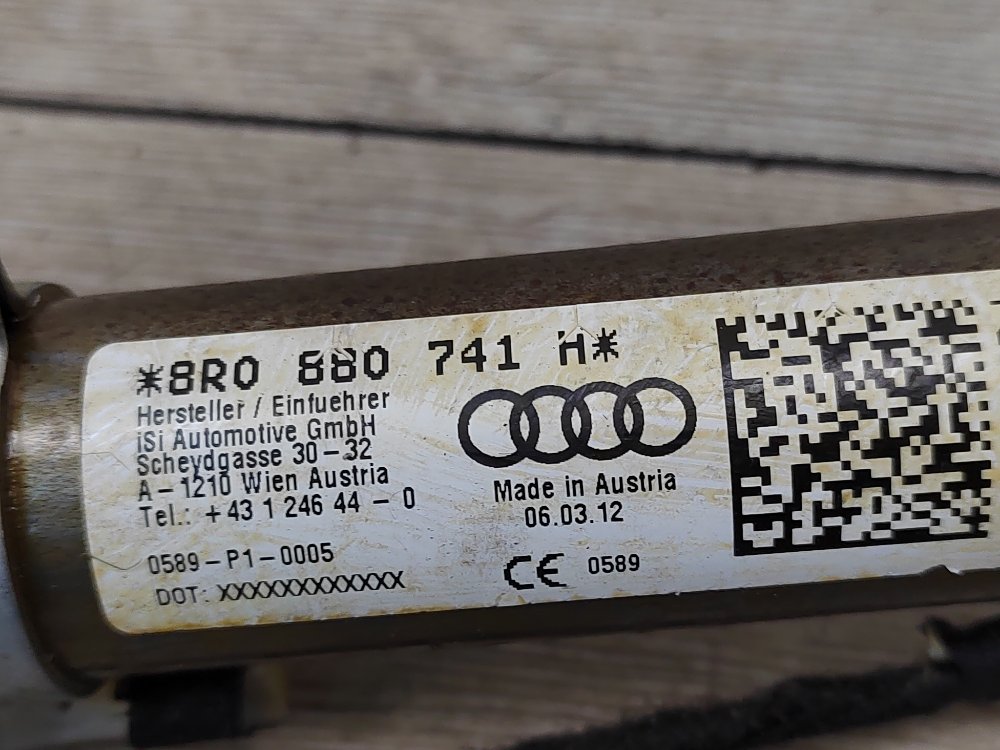 *8R0 880 741 H*
Hersteller / Einfuehrer
iSi Automotive GmbH
Scheydgasse 30-32
A-1210 Wien Austria
Tel.: +43 1 246 44 - 0
0589-P1-0005
DOT: XXXXXXXXXXXXX
Made in Austria
06.03.12
CE 0589